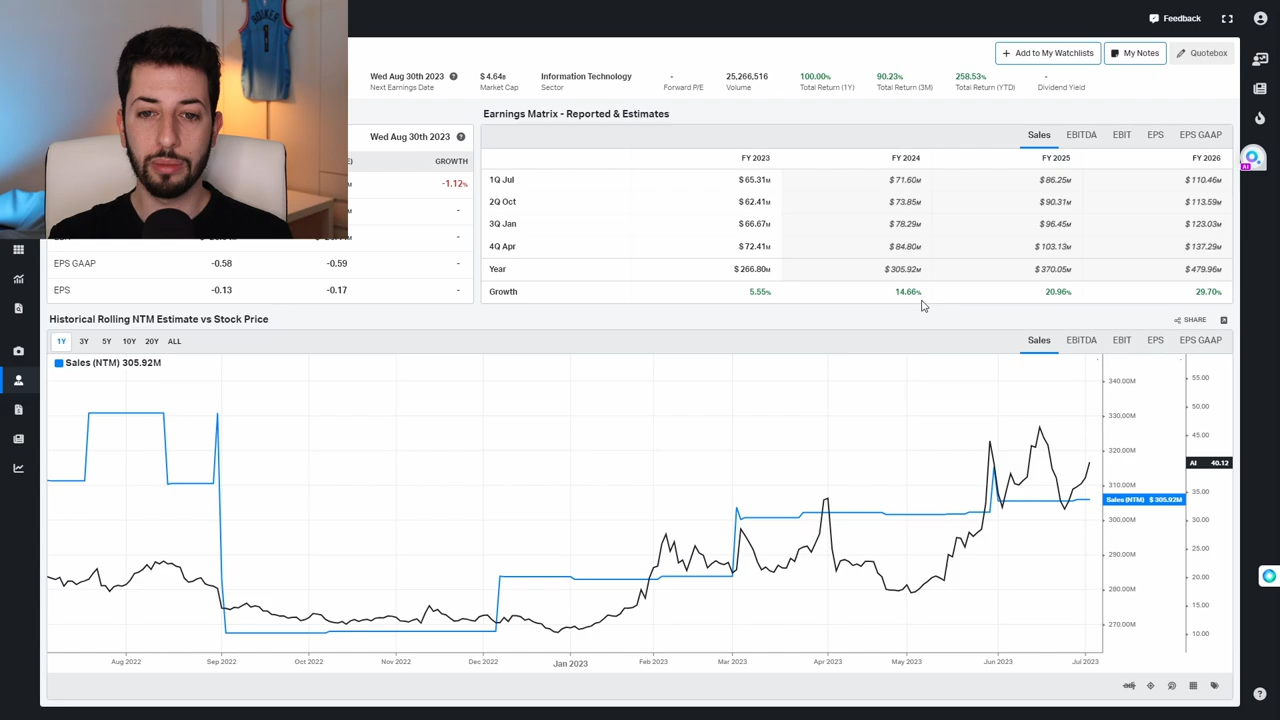 BOOKER
1
Feedback
Add to My Watchlists
My Notes
Quotebox
Wed Aug 30th 2023 $ 4.64B Information Technology - 25,266,516 100.00% 90.23% 258.53% -
Next Earnings Date Market Cap Sector Forward P/E Volume Total Return (1Y) Total Return (3M) Total Return (YTD) Dividend Yield
Earnings Matrix - Reported & Estimates
Wed Aug 30th 2023
Sales EBITDA EBIT EPS EPS GAAP
GROWTH
FY 2023 FY 2024 FY 2025 FY 2026
-1.12%
1Q Jul $ 65.31M $ 71.60M $ 86.25M $ 110.46M
- 2Q Oct $ 62.41M $ 73.85M $ 90.31M $ 113.59M
- 3Q Jan $ 66.67M $ 78.29M $ 96.45M $ 123.03M
4Q Apr $ 72.41M $ 84.80M $ 103.13M $ 137.29M
EPS GAAP -0.58 -0.59 -
Year $ 266.80M $ 305.92M $ 370.05M $ 479.96M
EPS -0.13 -0.17 -
Growth 5.55% 14.66% 20.96% 29.70%
Historical Rolling NTM Estimate vs Stock Price
SHARE
1Y 3Y 5Y 10Y 20Y ALL
Sales EBITDA EBIT EPS EPS GAAP
Sales (NTM) 305.92M
340.00M 55.00
330.00M 50.00
320.00M 45.00
AI 40.12
310.00M 35.00
Sales (NTM) $ 305.92M
300.00M 30.00
290.00M 25.00
280.00M 20.00
270.00M 15.00
10.00
Aug 2022 Sep 2022 Oct 2022 Nov 2022 Dec 2022 Jan 2023 Feb 2023 Mar 2023 Apr 2023 May 2023 Jun 2023 Jul 2023
adj
AI